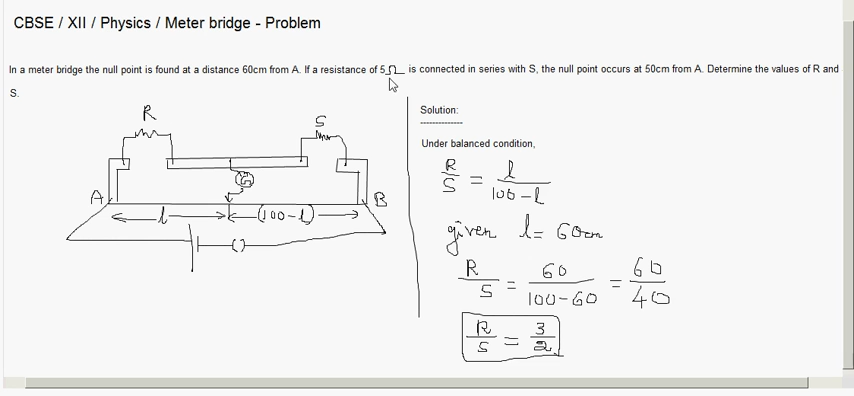 CBSE / XII / Physics / Meter bridge - Problem
In a meter bridge the null point is found at a distance 60cm from A. If a resistance of 5Ω is connected in series with S, the null point occurs at 50cm from A. Determine the values of R and
S.
R
S
G
A
B
l
(100-l)
()
Solution:
---------------
Under balanced condition,
R/S = l/100-l
given l= 60cm
R/S = 60/100-60 = 60/40
R/S = 3/2